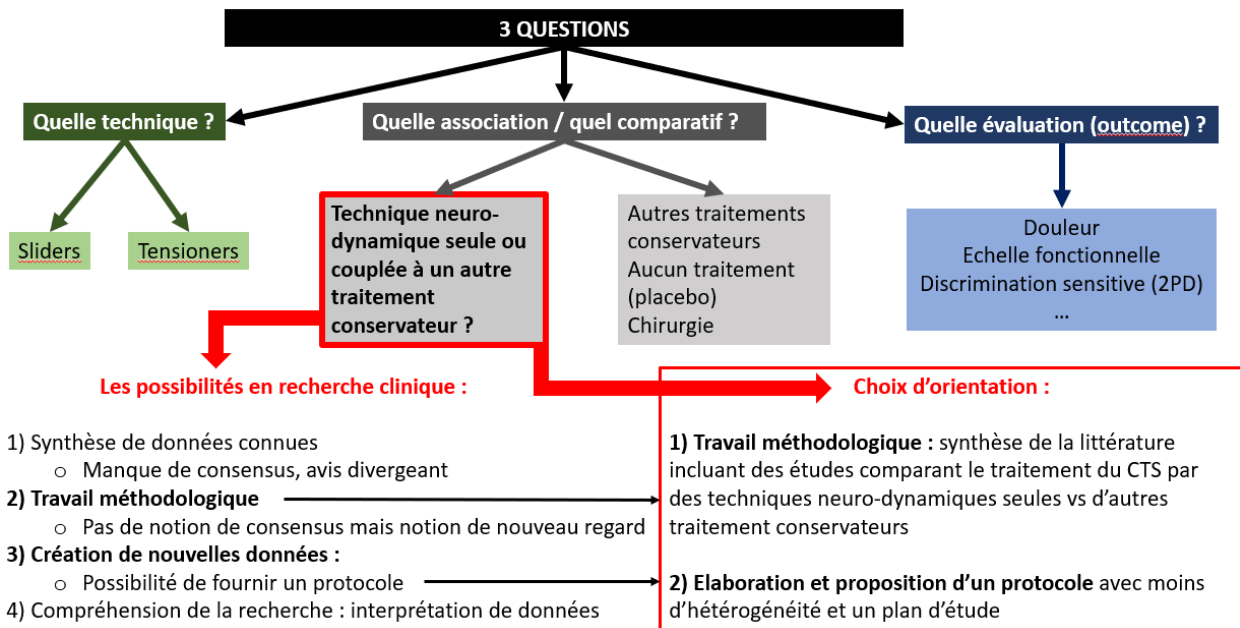 3 QUESTIONS
Quelle technique ?
Quelle association / quel comparatif ?
Quelle évaluation (outcome) ?
Sliders
Tensioners
Technique neuro-
dynamique seule ou
couplée à un autre
traitement
conservateur ?
Autres traitements
conservateurs
Aucun traitement
(placebo)
Chirurgie
Douleur
Echelle fonctionnelle
Discrimination sensitive (2PD)
...
Les possibilités en recherche clinique :
1) Synthèse de données connues
o Manque de consensus, avis divergeant
2) Travail méthodologique
o Pas de notion de consensus mais notion de nouveau regard
3) Création de nouvelles données :
o Possibilité de fournir un protocole
4) Compréhension de la recherche : interprétation de données
Choix d’orientation :
1) Travail méthodologique : synthèse de la littérature
incluant des études comparant le traitement du CTS par
des techniques neuro-dynamiques seules vs d’autres
traitement conservateurs
2) Elaboration et proposition d’un protocole avec moins
d’hétérogénéité et un plan d’étude